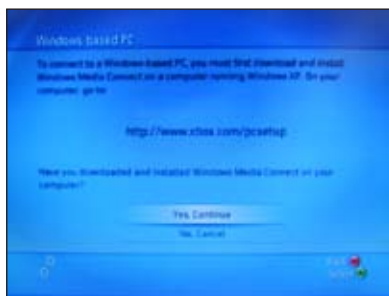 Windows based PC
To connect to a Windows-based PC, you must first download and install
Windows Media Connect on a computer running Windows XP. On your
computer, go to:
http://www.xbox.com/pcsetup
Have you downloaded and installed Windows Media Connect on your
computer?
Yes, Continue
No, Cancel
Back
Select